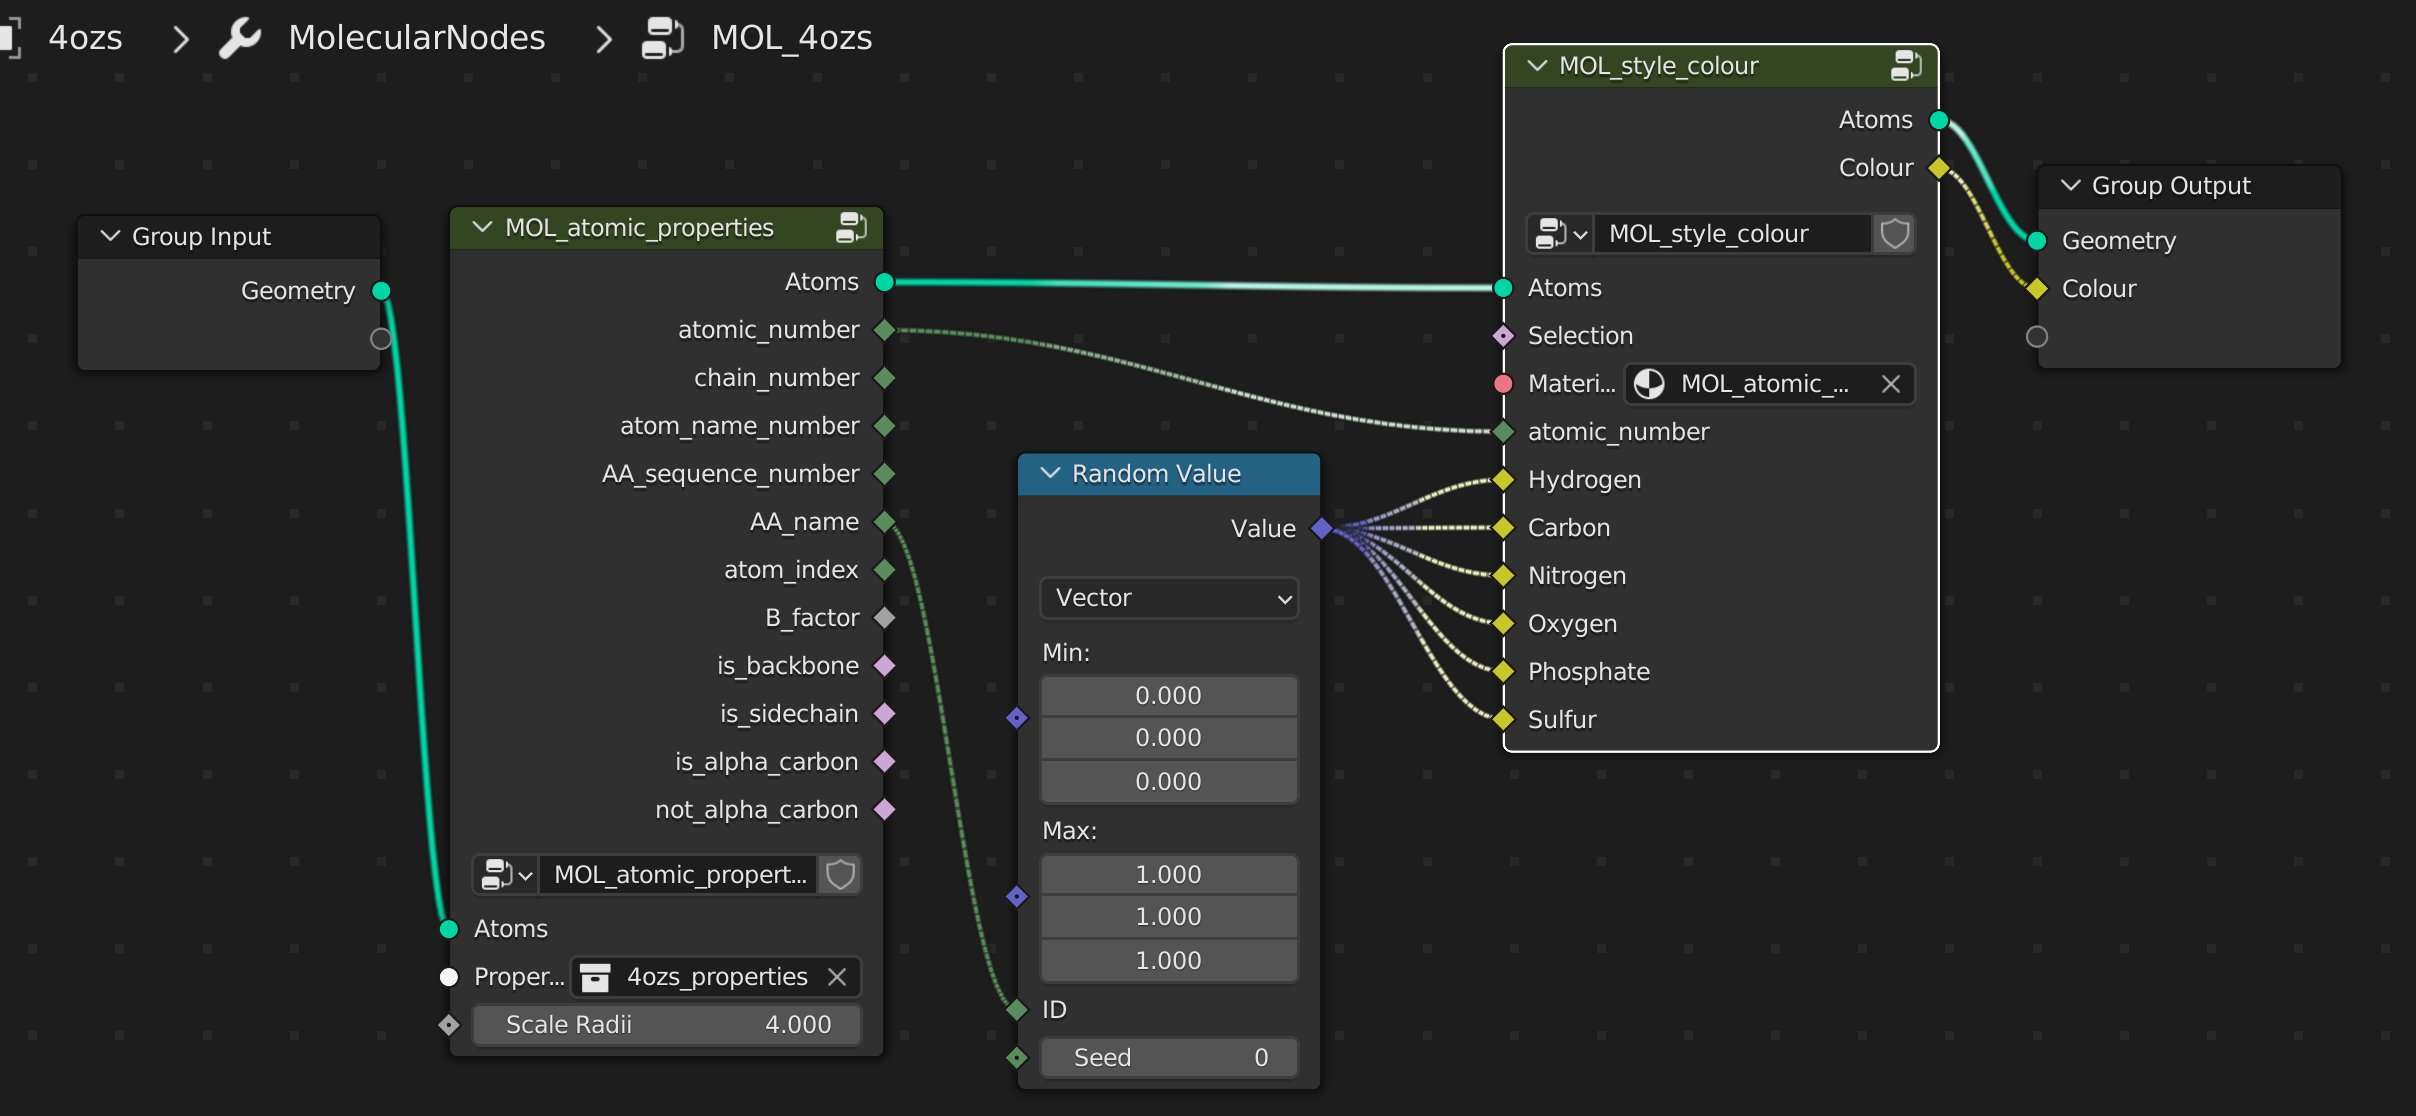 4ozs
MolecularNodes
MOL_4ozs
Group Input
Geometry
MOL_atomic_properties
Atoms
atomic_number
chain_number
atom_name_number
AA_sequence_number
AA_name
atom_index
B_factor
is_backbone
is_sidechain
is_alpha_carbon
not_alpha_carbon
MOL_atomic_propert...
Atoms
Proper... 4ozs_properties
Scale Radii 4.000
Random Value
Value
Vector
Min:
0.000
0.000
0.000
Max:
1.000
1.000
1.000
ID
Seed 0
MOL_style_colour
Atoms
Colour
MOL_style_colour
Atoms
Selection
Materi... MOL_atomic_...
atomic_number
Hydrogen
Carbon
Nitrogen
Oxygen
Phosphate
Sulfur
Group Output
Geometry
Colour